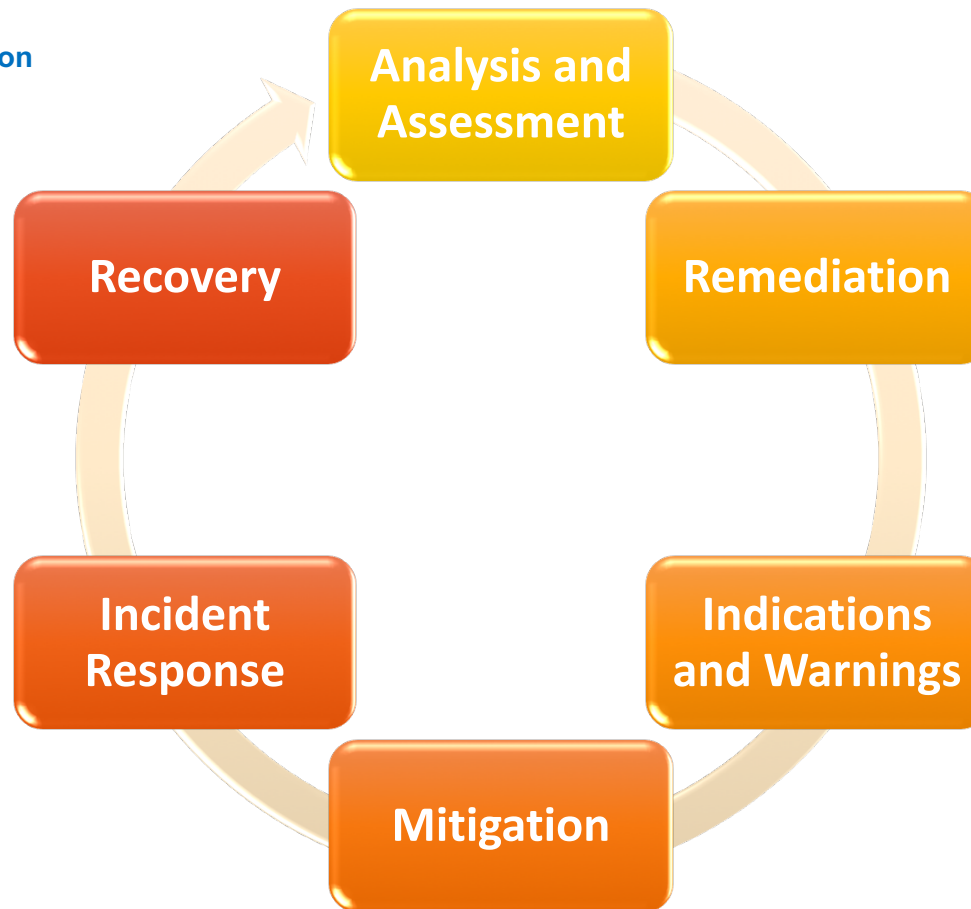 on
Analysis and
Assessment
Remediation
Indications
and Warnings
Mitigation
Incident
Response
Recovery